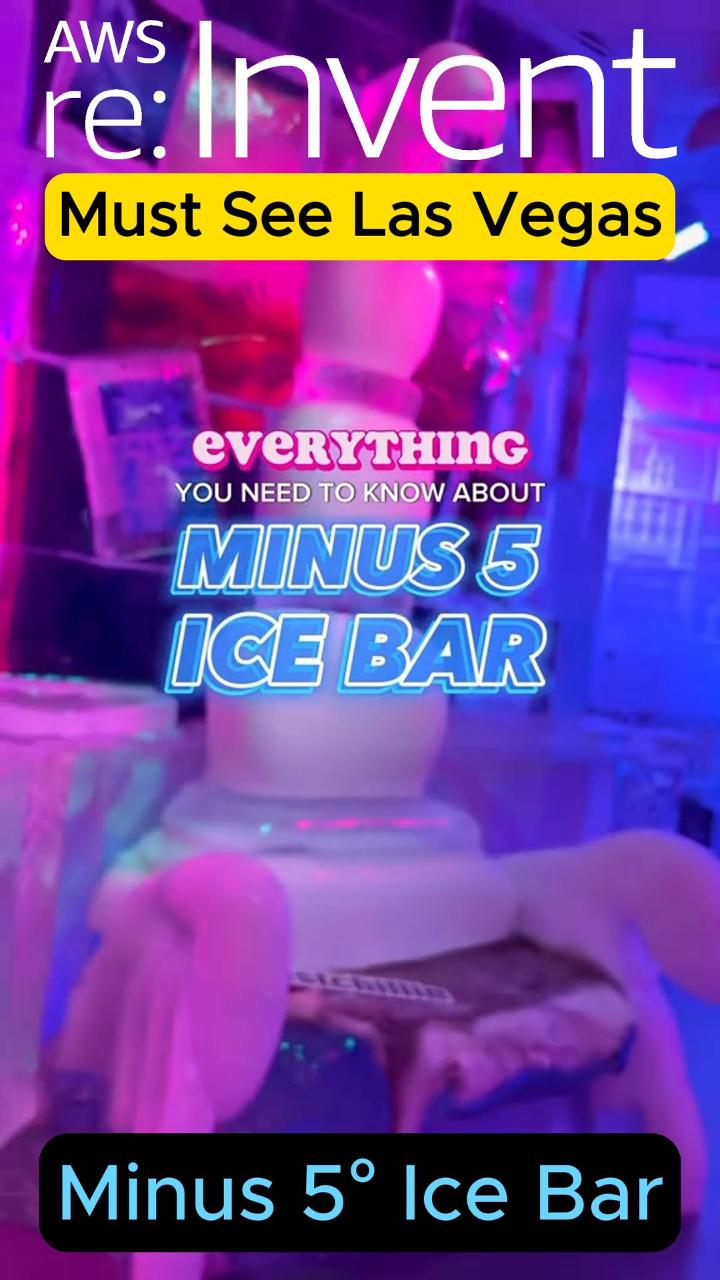 AWS
re:Invent
Must See Las Vegas
EVERYTHING
YOU NEED TO KNOW ABOUT
MINUS 5
ICE BAR
Minus 5° Ice Bar